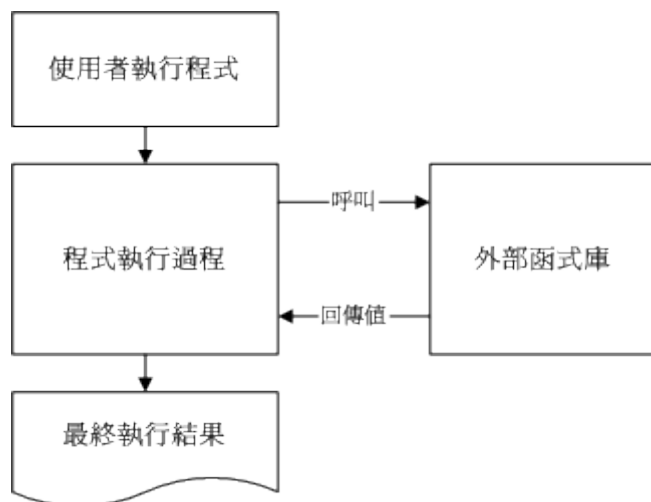 使用者執行程式
程式執行過程
呼叫
外部函式庫
回傳值
最終執行結果